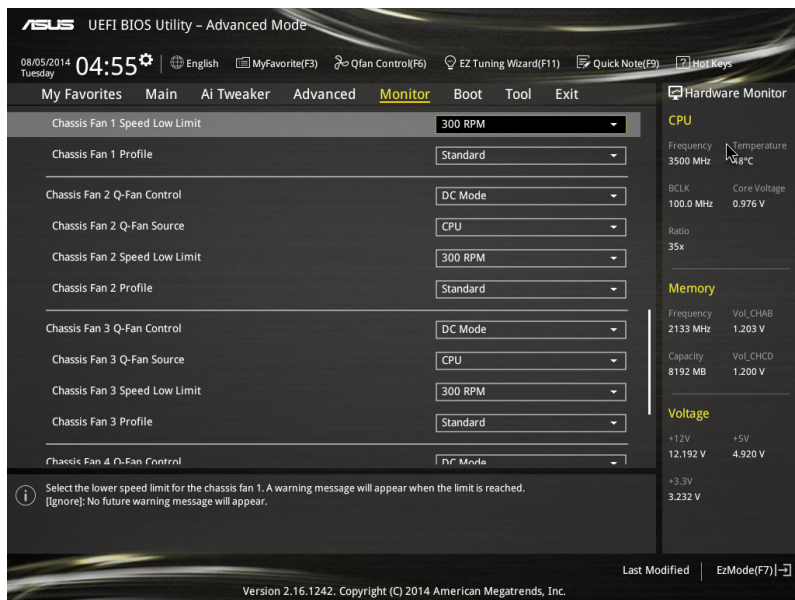 ASUS UEFI BIOS Utility – Advanced Mode
08/05/2014 Tuesday 04:55 English MyFavorite(F3) Qfan Control(F6) EZ Tuning Wizard(F11) Quick Note(F9) ? Hot Keys
My Favorites Main Ai Tweaker Advanced Monitor Boot Tool Exit
Chassis Fan 1 Speed Low Limit 300 RPM
Chassis Fan 1 Profile Standard
Chassis Fan 2 Q-Fan Control DC Mode
Chassis Fan 2 Q-Fan Source CPU
Chassis Fan 2 Speed Low Limit 300 RPM
Chassis Fan 2 Profile Standard
Chassis Fan 3 Q-Fan Control DC Mode
Chassis Fan 3 Q-Fan Source CPU
Chassis Fan 3 Speed Low Limit 300 RPM
Chassis Fan 3 Profile Standard
Chassis Fan 4 Q-Fan Control DC Mode
Select the lower speed limit for the chassis fan 1. A warning message will appear when the limit is reached.
[Ignore]: No future warning message will appear.
Hardware Monitor
CPU
Frequency Temperature
3500 MHz 8°C
BCLK Core Voltage
100.0 MHz 0.976 V
Ratio
35x
Memory
Frequency Vol_CHAB
2133 MHz 1.203 V
Capacity Vol_CHCD
8192 MB 1.200 V
Voltage
+12V +5V
12.192 V 4.920 V
+3.3V
3.232 V
Last Modified EzMode(F7)
Version 2.16.1242. Copyright (C) 2014 American Megatrends, Inc.